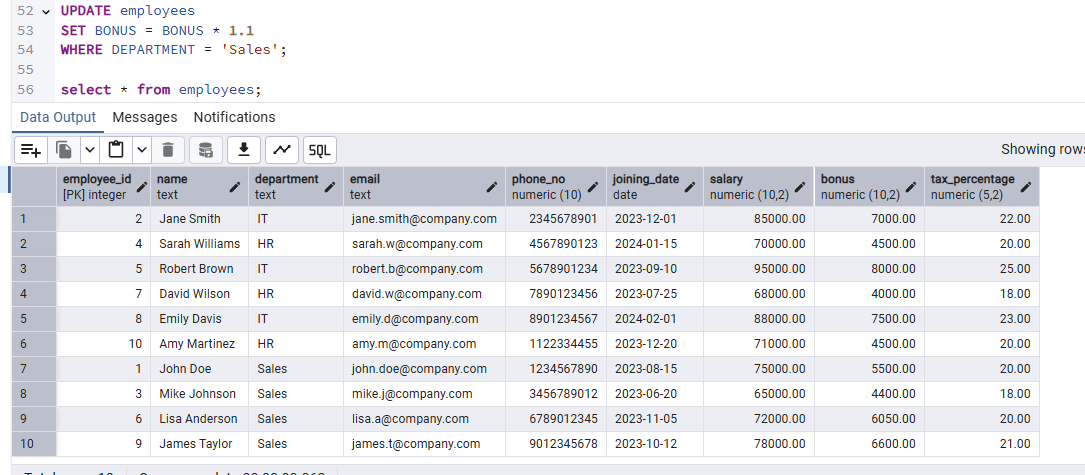 52 UPDATE employees
53 SET BONUS = BONUS * 1.1
54 WHERE DEPARTMENT = 'Sales';
55
56 select * from employees;
Data Output Messages Notifications
SQL Showing rows
employee_id name department email phone_no joining_date salary bonus tax_percentage
[PK] integer text text text numeric (10) date numeric (10,2) numeric (10,2) numeric (5,2)
1 2 Jane Smith IT jane.smith@company.com 2345678901 2023-12-01 85000.00 7000.00 22.00
2 4 Sarah Williams HR sarah.w@company.com 4567890123 2024-01-15 70000.00 4500.00 20.00
3 5 Robert Brown IT robert.b@company.com 5678901234 2023-09-10 95000.00 8000.00 25.00
4 7 David Wilson HR david.w@company.com 7890123456 2023-07-25 68000.00 4000.00 18.00
5 8 Emily Davis IT emily.d@company.com 8901234567 2024-02-01 88000.00 7500.00 23.00
6 10 Amy Martinez HR amy.m@company.com 1122334455 2023-12-20 71000.00 4500.00 20.00
7 1 John Doe Sales john.doe@company.com 1234567890 2023-08-15 75000.00 5500.00 20.00
8 3 Mike Johnson Sales mike.j@company.com 3456789012 2023-06-20 65000.00 4400.00 18.00
9 6 Lisa Anderson Sales lisa.a@company.com 6789012345 2023-11-05 72000.00 6050.00 20.00
10 9 James Taylor Sales james.t@company.com 9012345678 2023-10-12 78000.00 6600.00 21.00